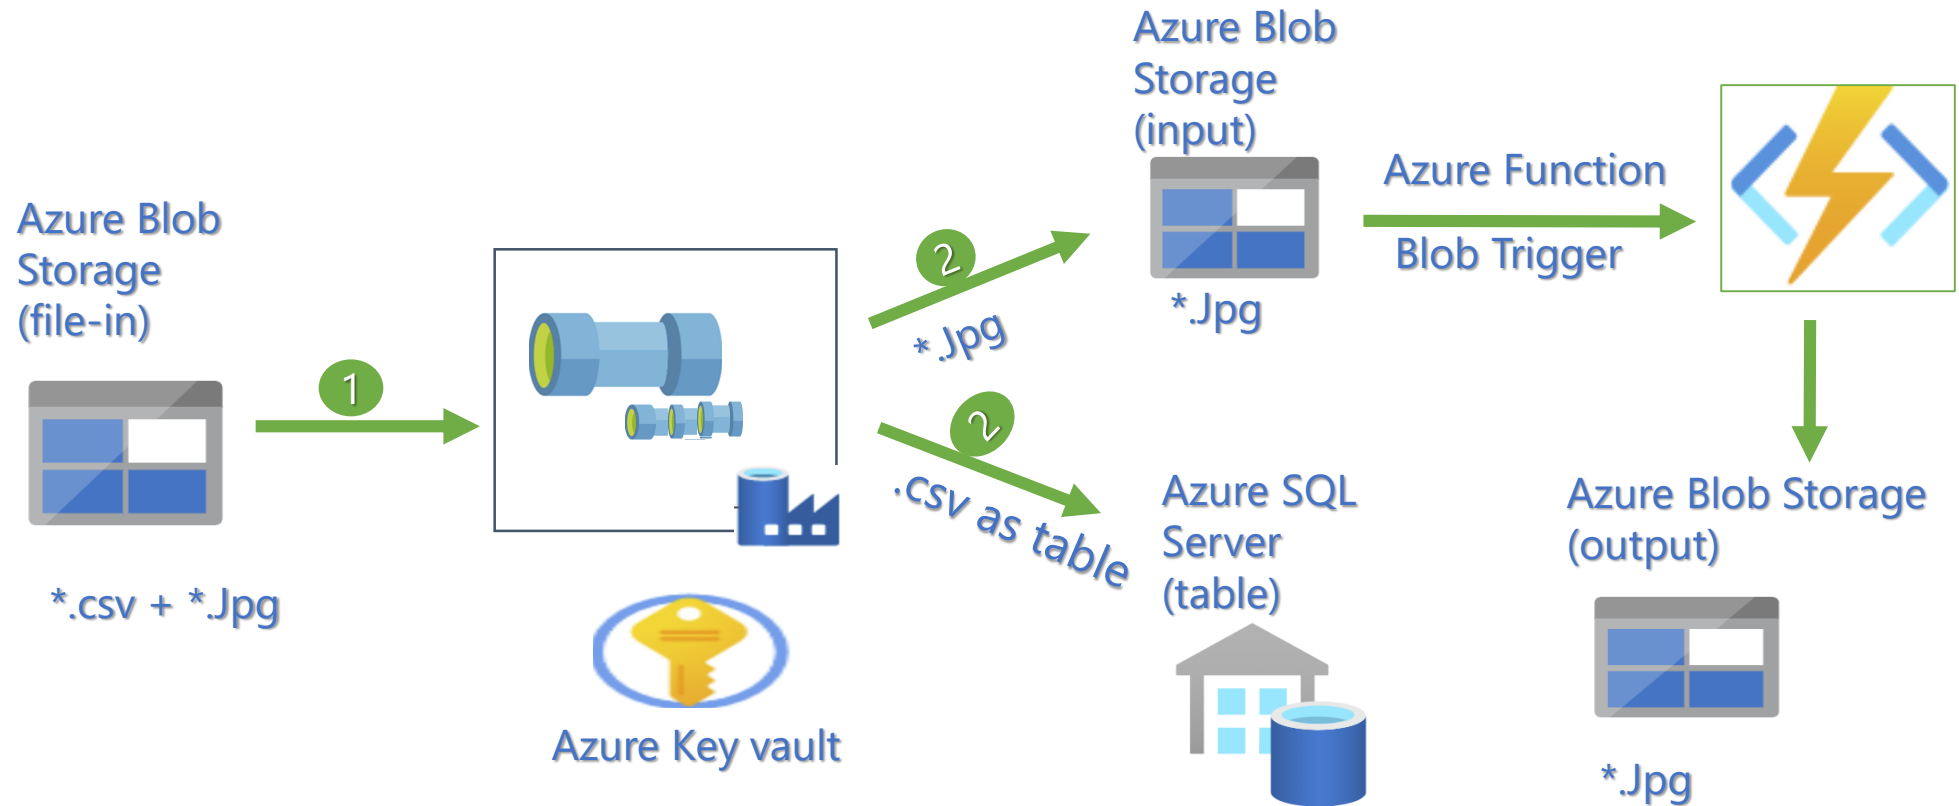 Azure Blob
Storage
(file-in)
*.csv + *.Jpg
1
Azure Key vault
2
*.Jpg
2
.csv as table
Azure Blob
Storage
(input)
*.Jpg
Azure SQL
Server
(table)
Azure Function
Blob Trigger
Azure Blob Storage
(output)
*.Jpg